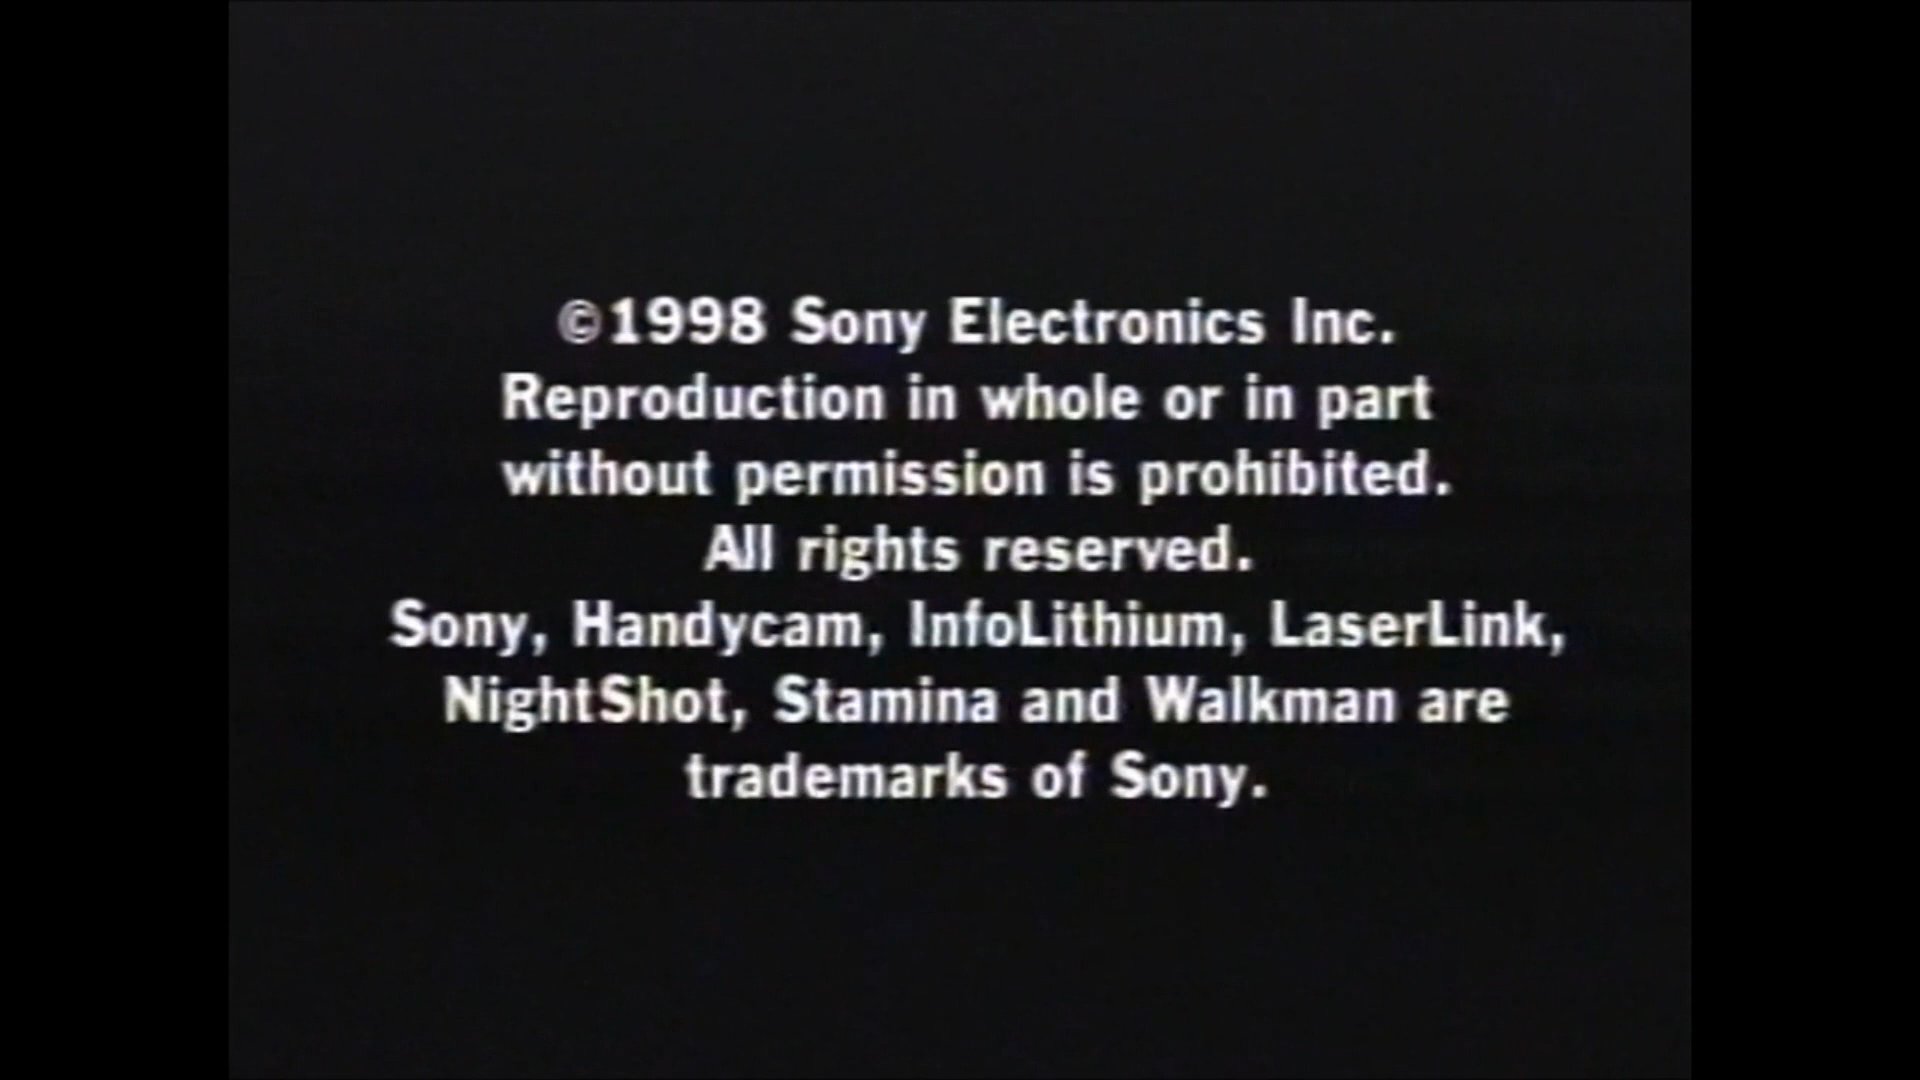 ©1998 Sony Electronics Inc.
Reproduction in whole or in part
without permission is prohibited.
All rights reserved.
Sony, Handycam, InfoLithium, LaserLink,
NightShot, Stamina and Walkman are
trademarks of Sony.